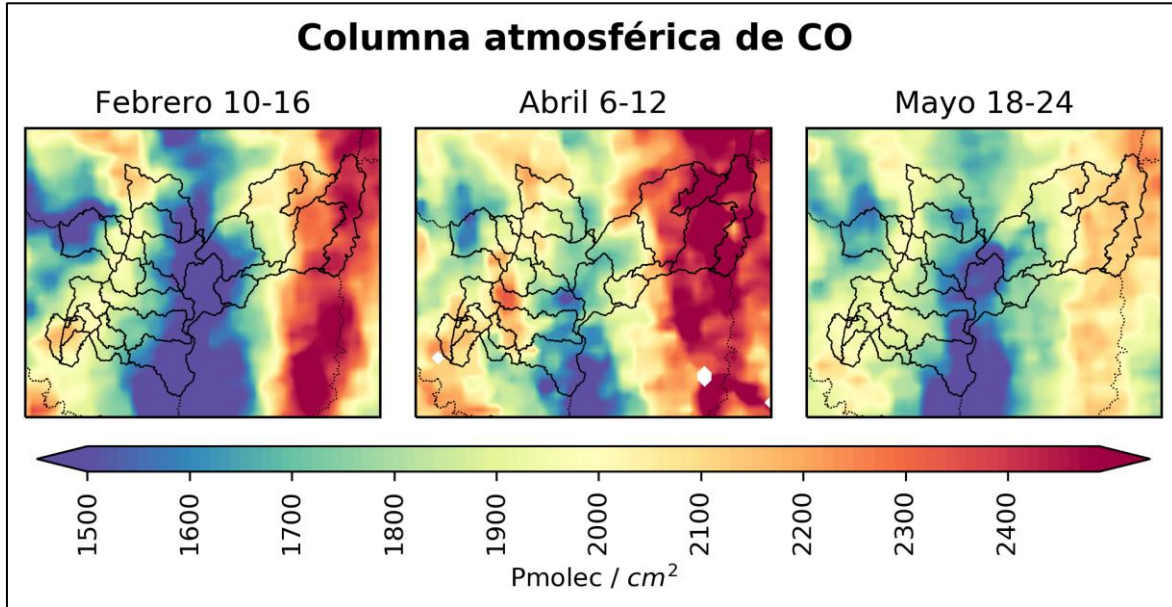 Columna atmosférica de CO
Febrero 10-16
Abril 6-12
Mayo 18-24
1500
1600
1700
1800
1900
2000
2100
2200
2300
2400
Pmolec / cm²